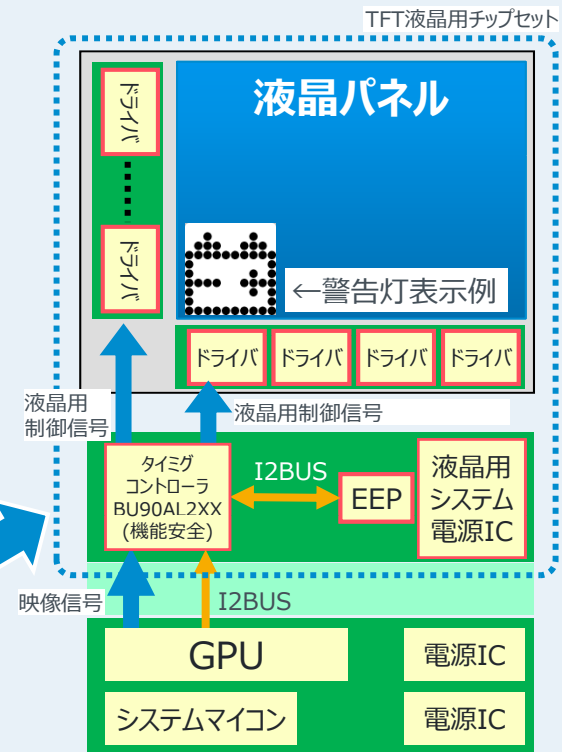 TFT液晶用チップセット
ドライバ
液晶パネル
ドライバ
←警告灯表示例
ドライバ
ドライバ
ドライバ
ドライバ
液晶用
制御信号
液晶用制御信号
タイミグ
コントローラ
BU90AL2XX
(機能安全)
I2BUS
EEP
液晶用
システム
電源IC
映像信号
I2BUS
GPU
電源IC
システムマイコン
電源IC